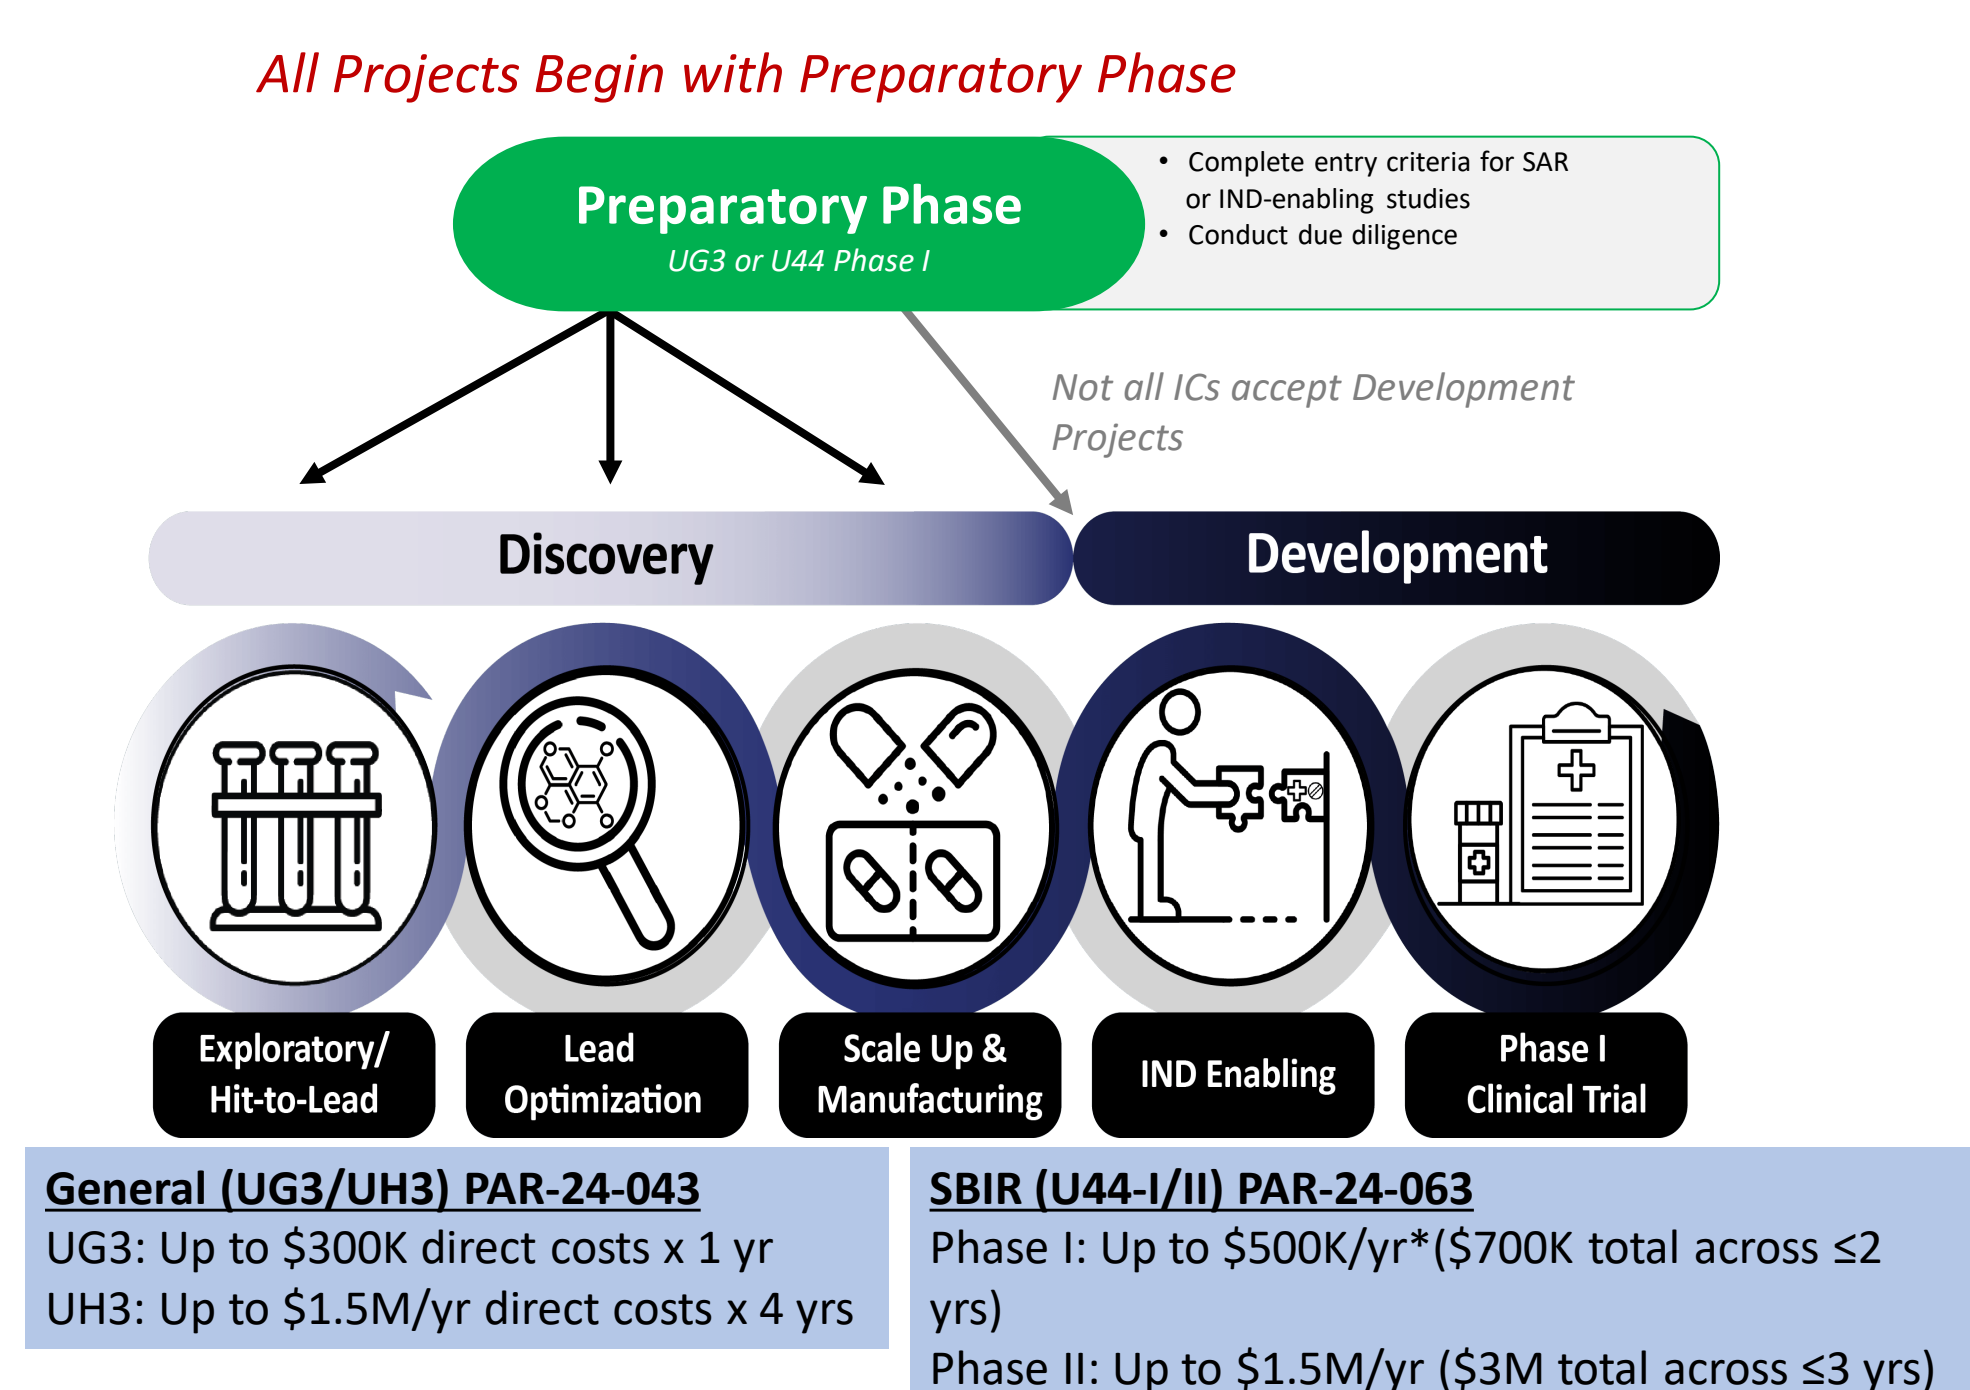 All Projects Begin with Preparatory Phase
Preparatory Phase
UG3 or U44 Phase I
• Complete entry criteria for SAR
or IND-enabling studies
• Conduct due diligence
Not all ICs accept Development
Projects
Discovery
Development
Exploratory/
Hit-to-Lead
Lead
Optimization
Scale Up &
Manufacturing
IND Enabling
Phase I
Clinical Trial
General (UG3/UH3) PAR-24-043
UG3: Up to $300K direct costs x 1 yr
UH3: Up to $1.5M/yr direct costs x 4 yrs
SBIR (U44-I/II) PAR-24-063
Phase I: Up to $500K/yr*($700K total across ≤2
yrs)
Phase II: Up to $1.5M/yr ($3M total across ≤3 yrs)